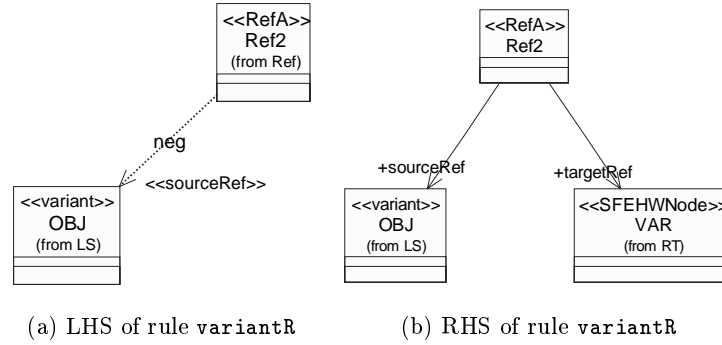 <<RefA>>
Ref2
(from Ref)
neg
<<sourceRef>>
<<variant>>
OBJ
(from LS)
(a) LHS of rule variantR
<<RefA>>
Ref2
+sourceRef
+targetRef
<<variant>>
OBJ
(from LS)
<<SFEHWNode>>
VAR
(from RT)
(b) RHS of rule variantR